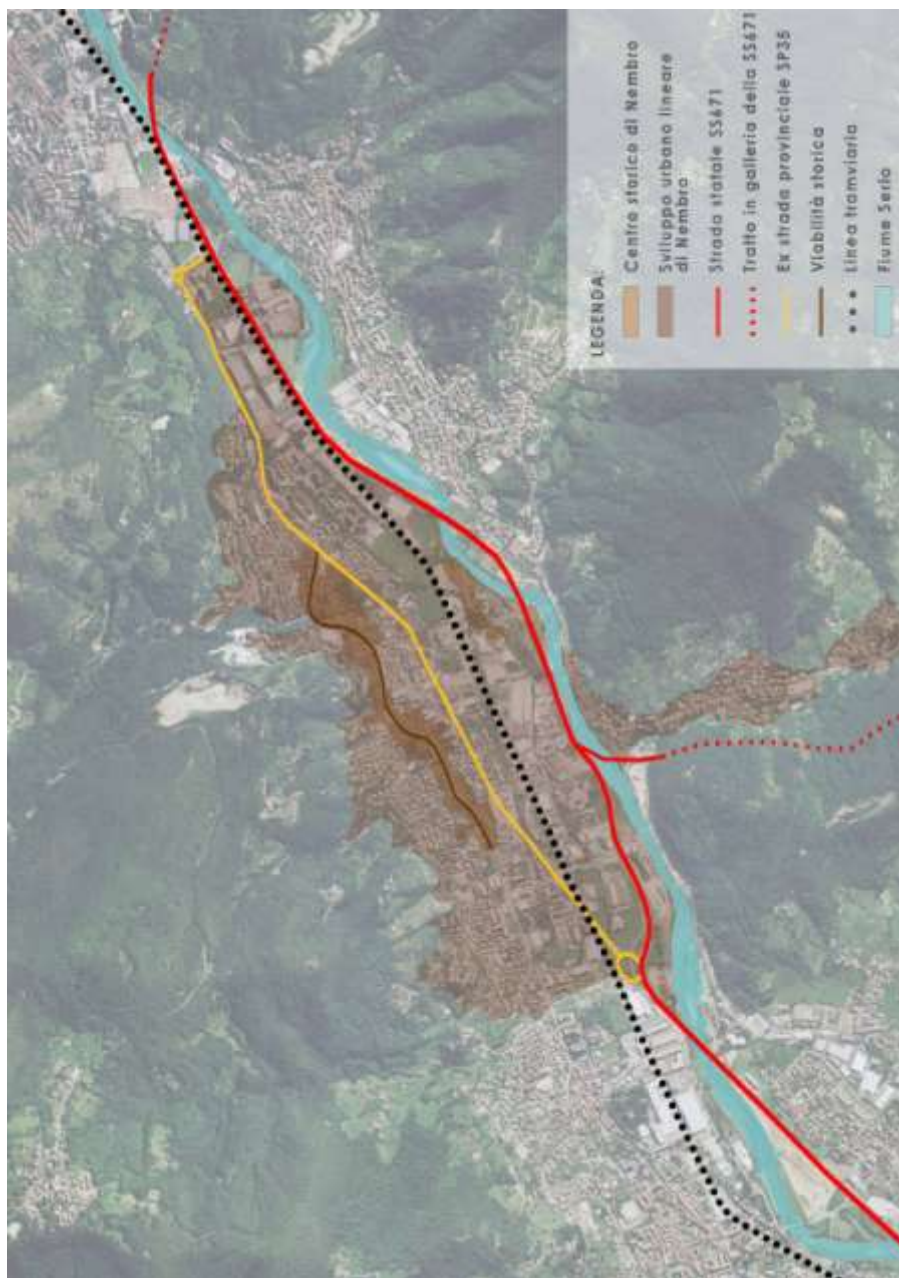 LEGENDA:
Centro storico di Nembro
Sviluppo urbano lineare
di Nembro
Strada statale SS671
Tratto in galleria della SS671
Ex strada provinciale SP35
Viabilità storica
Linea tramviaria
Fiume Serio